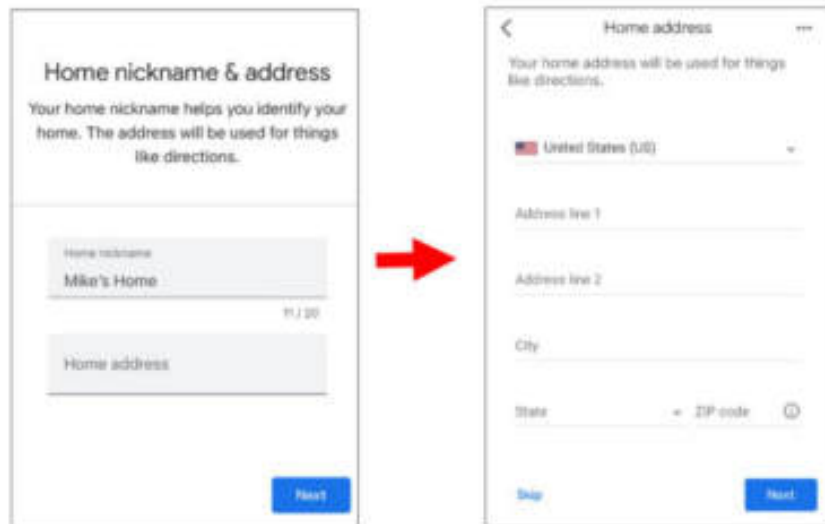 Home nickname & address
Your home nickname helps you identify your
home. The address will be used for things
like directions.
Home nickname
Mike's Home
11 / 20
Home address
Next
Home address
Your home address will be used for things
like directions.
United States (US)
Address line 1
Address line 2
City
State
ZIP code
Skip
Next